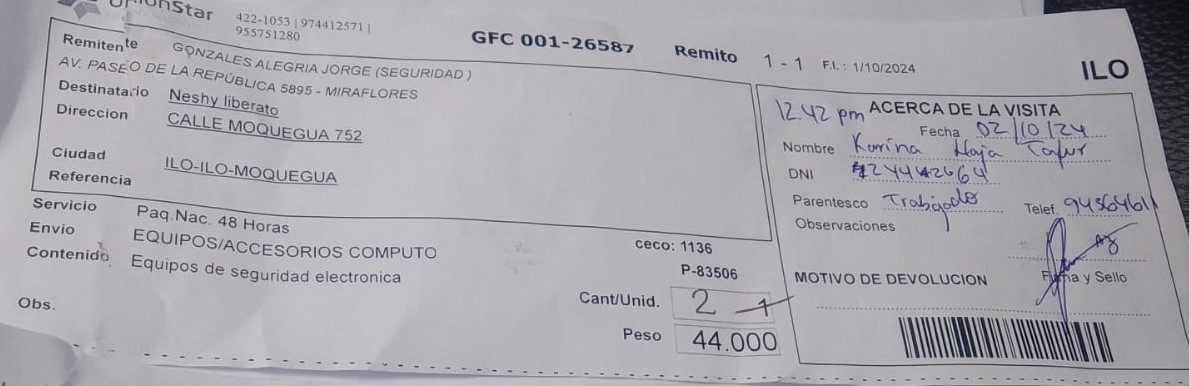 UnionStar
422-1053 | 974412571 |
955751280
GFC 001-26587 Remito 1 - 1 F.I.: 1/10/2024 ILO
Remitente GONZALES ALEGRIA JORGE (SEGURIDAD )
AV. PASEO DE LA REPÚBLICA 5895 - MIRAFLORES
Destinatario Neshy liberato
Direccion CALLE MOQUEGUA 752
Ciudad ILO-ILO-MOQUEGUA
Referencia
Servicio Paq.Nac. 48 Horas
Envío EQUIPOS/ACCESORIOS COMPUTO
Contenido Equipos de seguridad electronica
Obs.
ceco: 1136
P-83506
Cant/Unid. 2 - 1
Peso 44.000
12.42 pm ACERCA DE LA VISITA
Fecha 02/10/24
Nombre Karina
DNI
Parentesco Trabajado Telef.
Observaciones
MOTIVO DE DEVOLUCION Firma y Sello